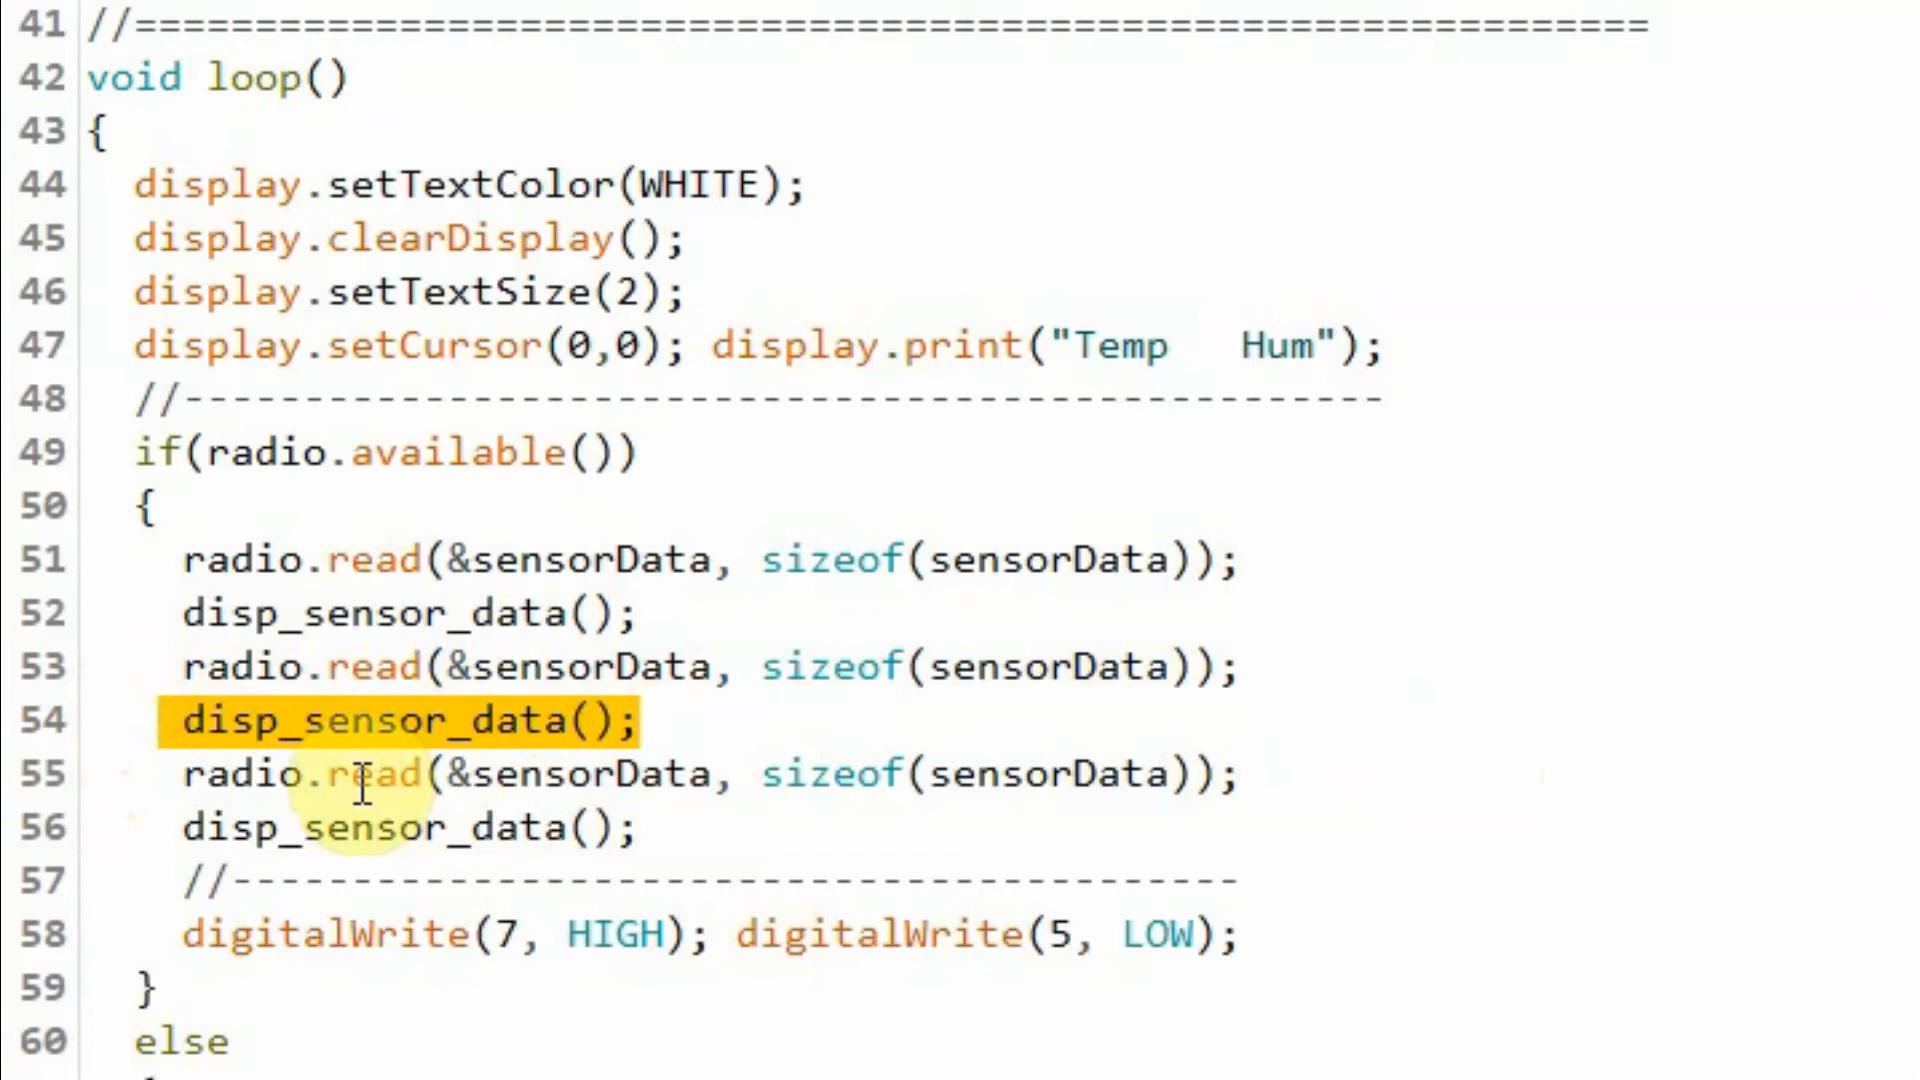 41 //===============================================================
42 void loop()
43 {
44 display.setTextColor(WHITE);
45 display.clearDisplay();
46 display.setTextSize(2);
47 display.setCursor(0,0); display.print("Temp   Hum");
48 //--------------------------------------------------
49 if(radio.available())
50 {
51 radio.read(&sensorData, sizeof(sensorData));
52 disp_sensor_data();
53 radio.read(&sensorData, sizeof(sensorData));
54 disp_sensor_data();
55 radio.read(&sensorData, sizeof(sensorData));
56 disp_sensor_data();
57 //------------------------------------------
58 digitalWrite(7, HIGH); digitalWrite(5, LOW);
59 }
60 else